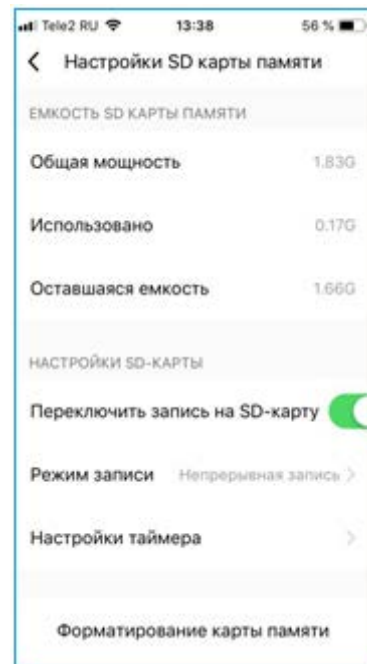 Tele2 RU 13:38 56 %
Настройки SD карты памяти
ЕМКОСТЬ SD КАРТЫ ПАМЯТИ
Общая мощность 1.83G
Использовано 0.17G
Оставшаяся емкость 1.66G
НАСТРОЙКИ SD-КАРТЫ
Переключить запись на SD-карту
Режим записи Непрерывная запись
Настройки таймера
Форматирование карты памяти